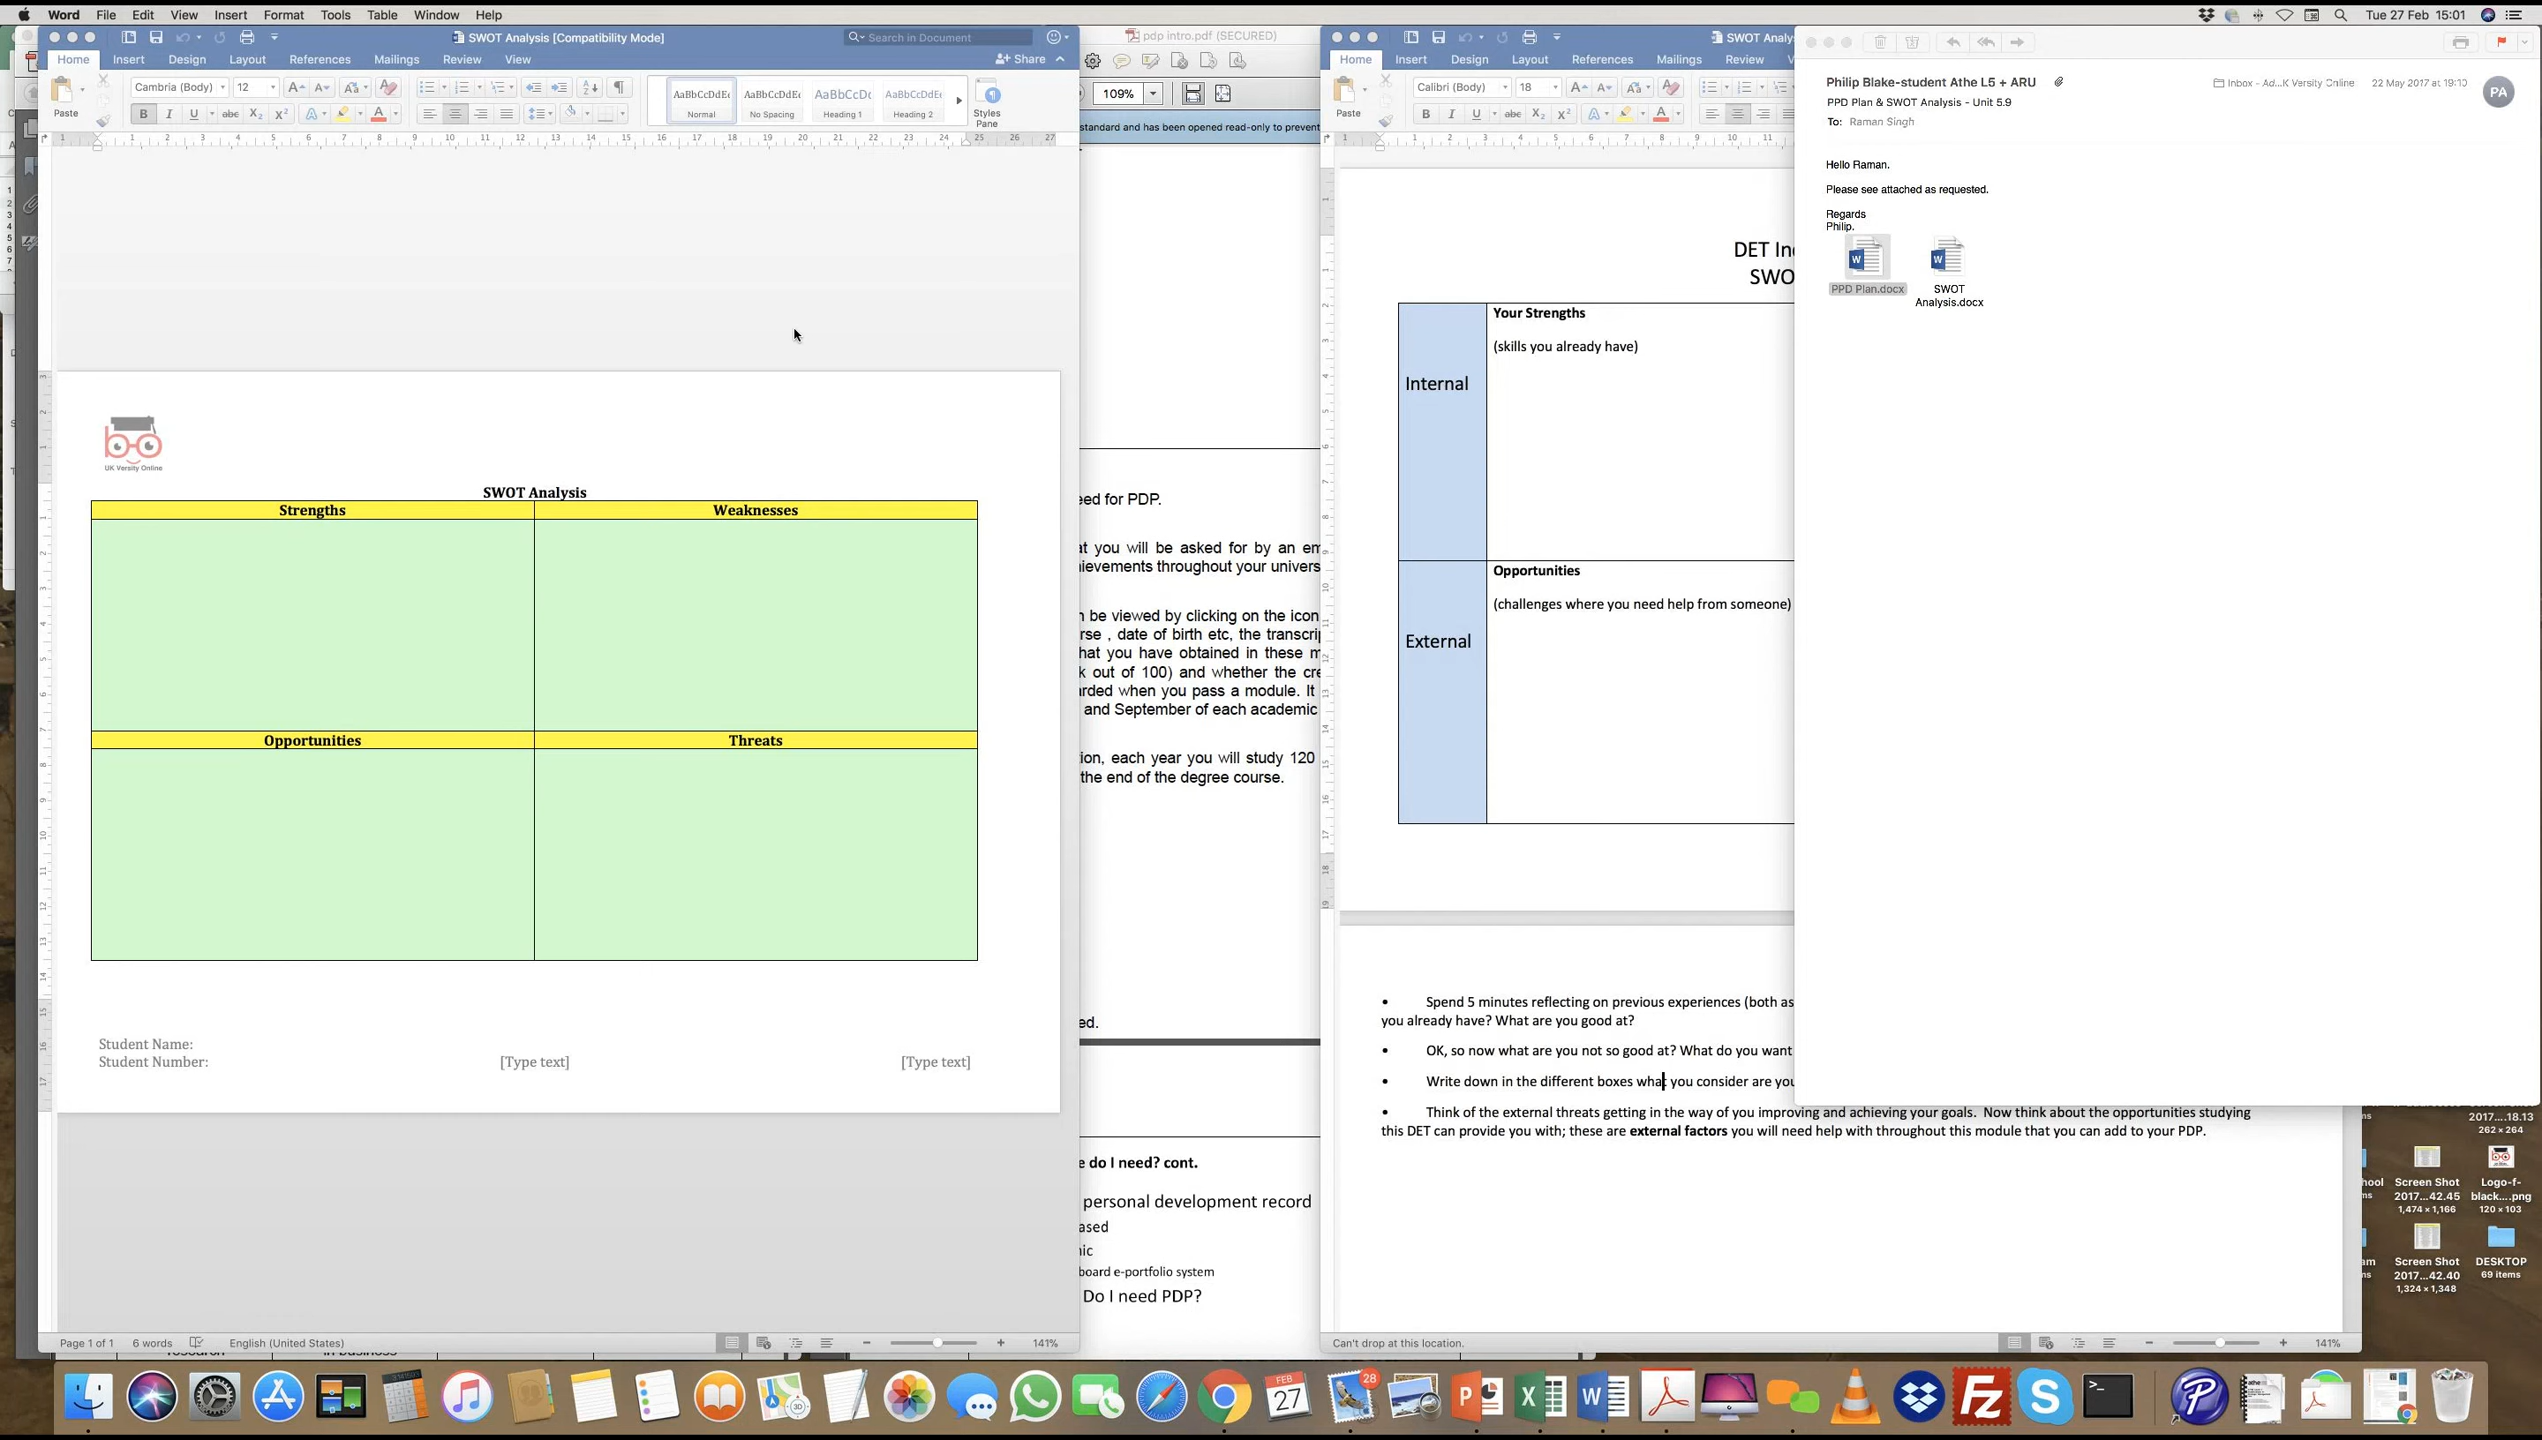 Word File Edit View Insert Format Tools Table Window Help
Tue 27 Feb 15:01
SWOT Analysis [Compatibility Mode]
Search in Document
Home Insert Design Layout References Mailings Review View
Share
Paste
Cambria (Body) 12
AaBbCcDdEe AaBbCcDdEe AaBbCcDc AaBbCcDdEe
Normal No Spacing Heading 1 Heading 2
Styles Pane
UK Versity Online
SWOT Analysis
Strengths Weaknesses
Opportunities Threats
Student Name:
Student Number: [Type text] [Type text]
Page 1 of 1 6 words English (United States) 141%
pdp intro.pdf (SECURED)
109%
standard and has been opened read-only to prevent
eed for PDP.
at you will be asked for by an em
ievements throughout your univers
n be viewed by clicking on the icon
rse , date of birth etc, the transcrip
hat you have obtained in these m
k out of 100) and whether the cre
rded when you pass a module. It
and September of each academic
ion, each year you will study 120
the end of the degree course.
ed.
e do I need? cont.
personal development record
ased
nic
board e-portfolio system
Do I need PDP?
SWOT Analy
Home Insert Design Layout References Mailings Review
Paste
Calibri (Body) 18
DET In
SWO
Internal
Your Strengths
(skills you already have)
External
Opportunities
(challenges where you need help from someone)
• Spend 5 minutes reflecting on previous experiences (both as
you already have? What are you good at?
• OK, so now what are you not so good at? What do you want
• Write down in the different boxes what you consider are you
• Think of the external threats getting in the way of you improving and achieving your goals. Now think about the opportunities studying
this DET can provide you with; these are external factors you will need help with throughout this module that you can add to your PDP.
Can't drop at this location. 141%
Philip Blake-student Athe L5 + ARU
Inbox - Ad...K Versity Online 22 May 2017 at 19:10
PA
PPD Plan & SWOT Analysis - Unit 5.9
To: Raman Singh
Hello Raman.
Please see attached as requested.
Regards
Philip.
PPD Plan.docx
SWOT
Analysis.docx
2017....18.13
262 × 264
Screen Shot
2017...42.45
1,474 × 1,166
Logo-f-
black....png
120 × 103
Screen Shot
2017...42.40
1,324 × 1,348
DESKTOP
69 items
FEB
27
28